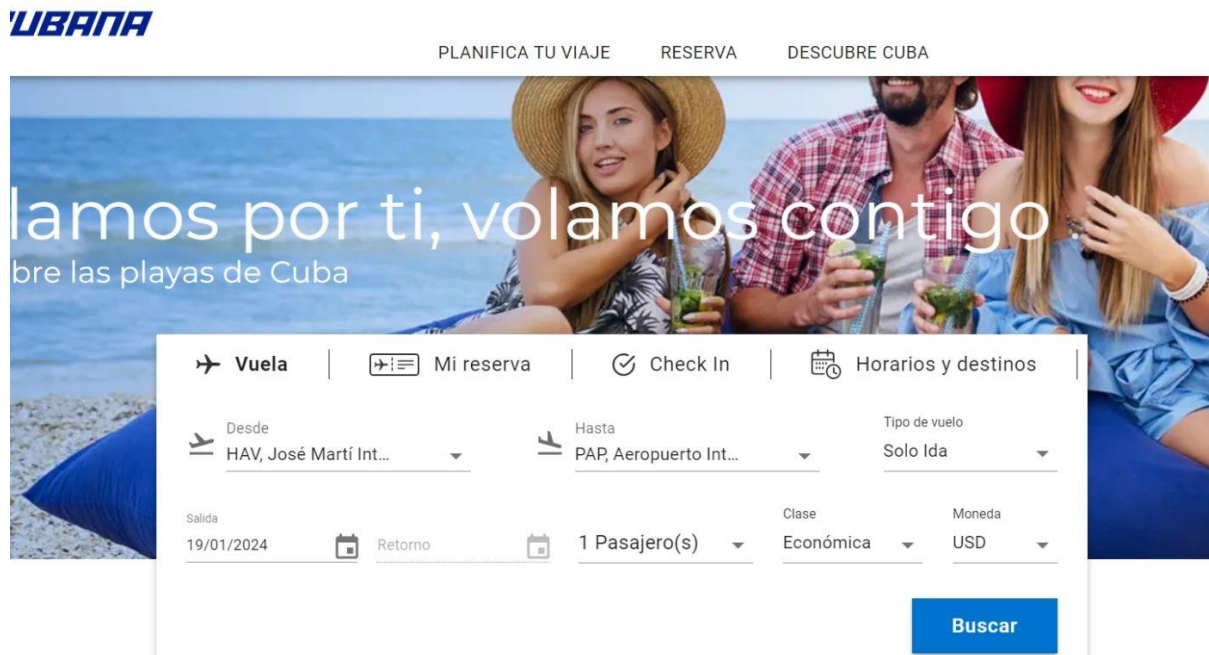 CUBANA
PLANIFICA TU VIAJE RESERVA DESCUBRE CUBA
lamos por ti, volamos contigo
bre las playas de Cuba
Vuela Mi reserva Check In Horarios y destinos
Desde Hasta Tipo de vuelo
HAV, José Martí Int... PAP, Aeropuerto Int... Solo Ida
Salida Clase Moneda
19/01/2024 Retorno 1 Pasajero(s) Económica USD
Buscar